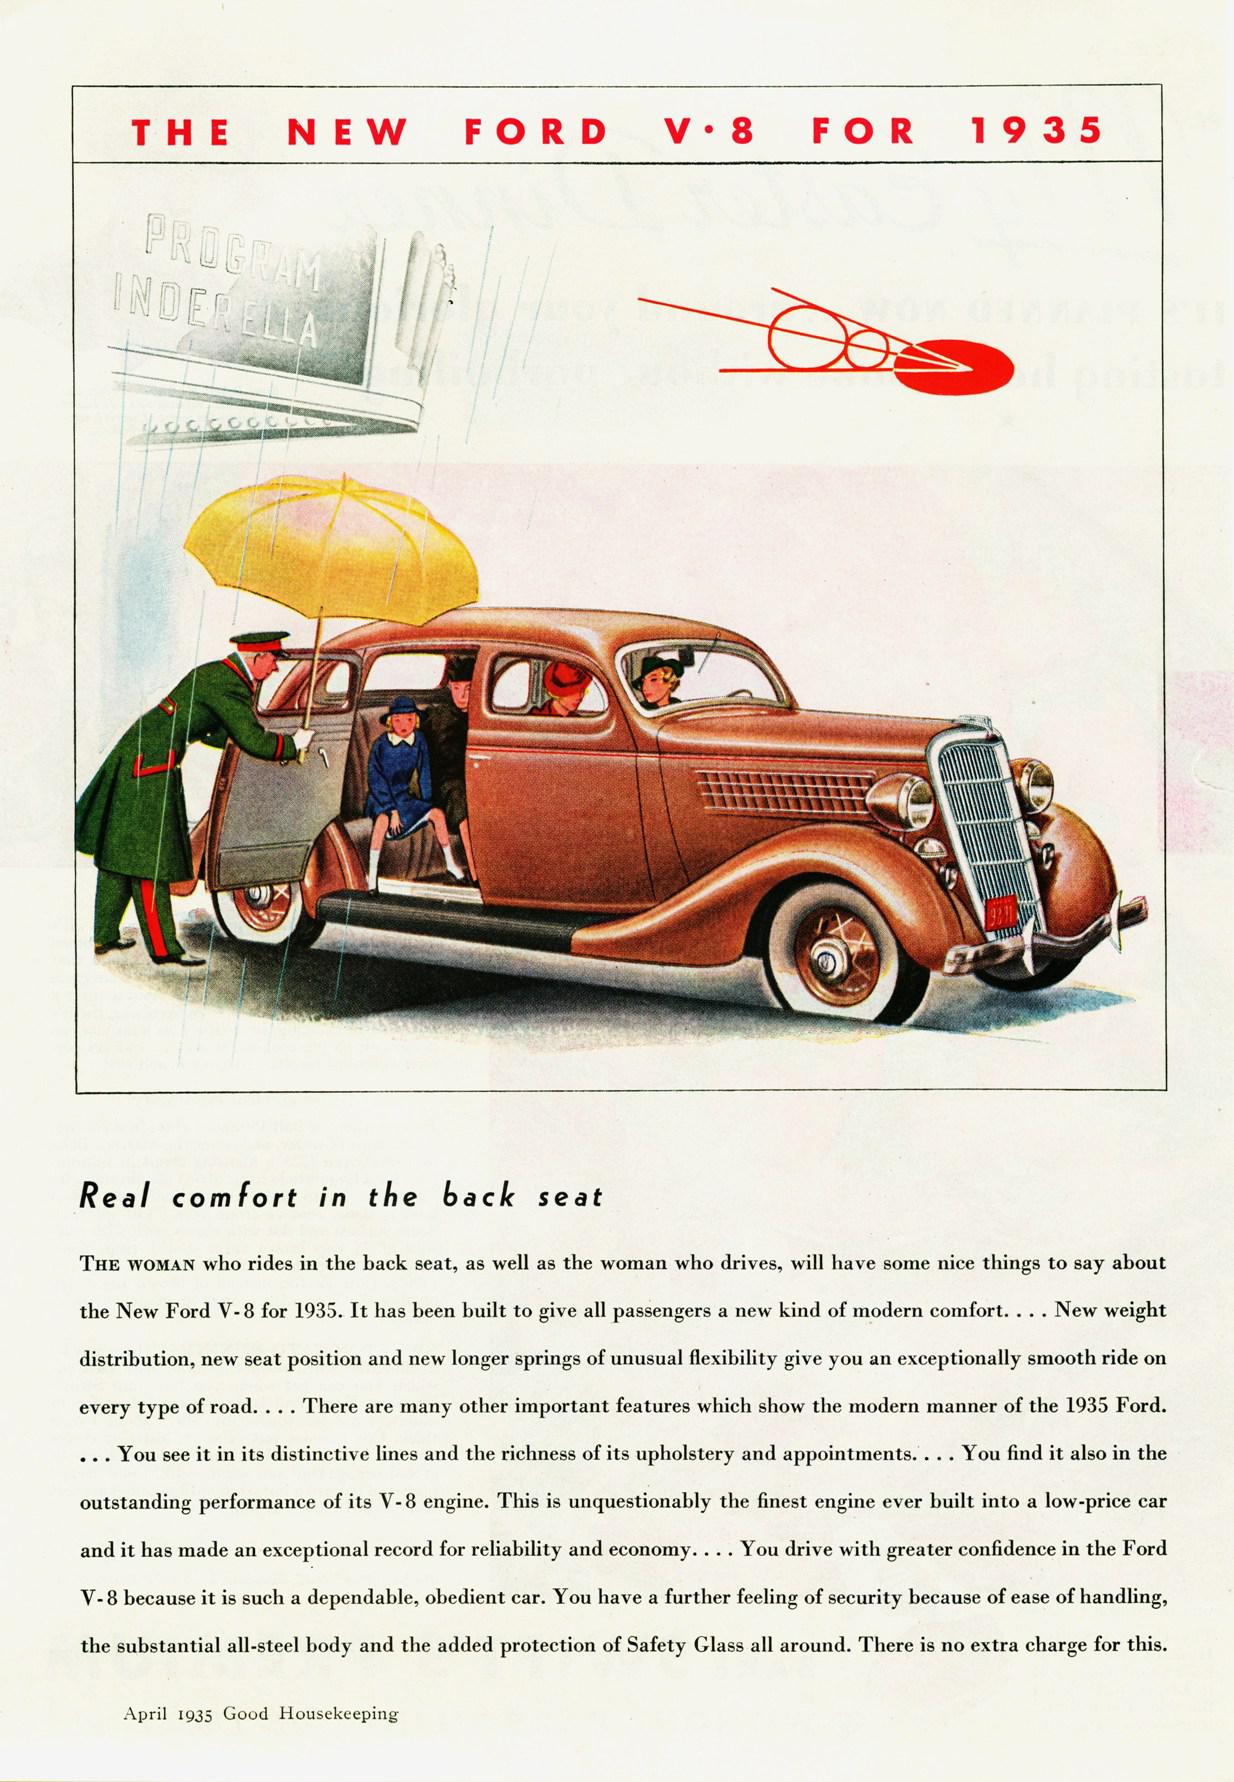 THE NEW FORD V·8 FOR 1935
PROGRAM
INDERELLA
Real comfort in the back seat
THE WOMAN who rides in the back seat, as well as the woman who drives, will have some nice things to say about
the New Ford V-8 for 1935. It has been built to give all passengers a new kind of modern comfort. . . . New weight
distribution, new seat position and new longer springs of unusual flexibility give you an exceptionally smooth ride on
every type of road. . . . There are many other important features which show the modern manner of the 1935 Ford.
. . . You see it in its distinctive lines and the richness of its upholstery and appointments. . . . You find it also in the
outstanding performance of its V-8 engine. This is unquestionably the finest engine ever built into a low-price car
and it has made an exceptional record for reliability and economy. . . . You drive with greater confidence in the Ford
V-8 because it is such a dependable, obedient car. You have a further feeling of security because of ease of handling,
the substantial all-steel body and the added protection of Safety Glass all around. There is no extra charge for this.
April 1935 Good Housekeeping